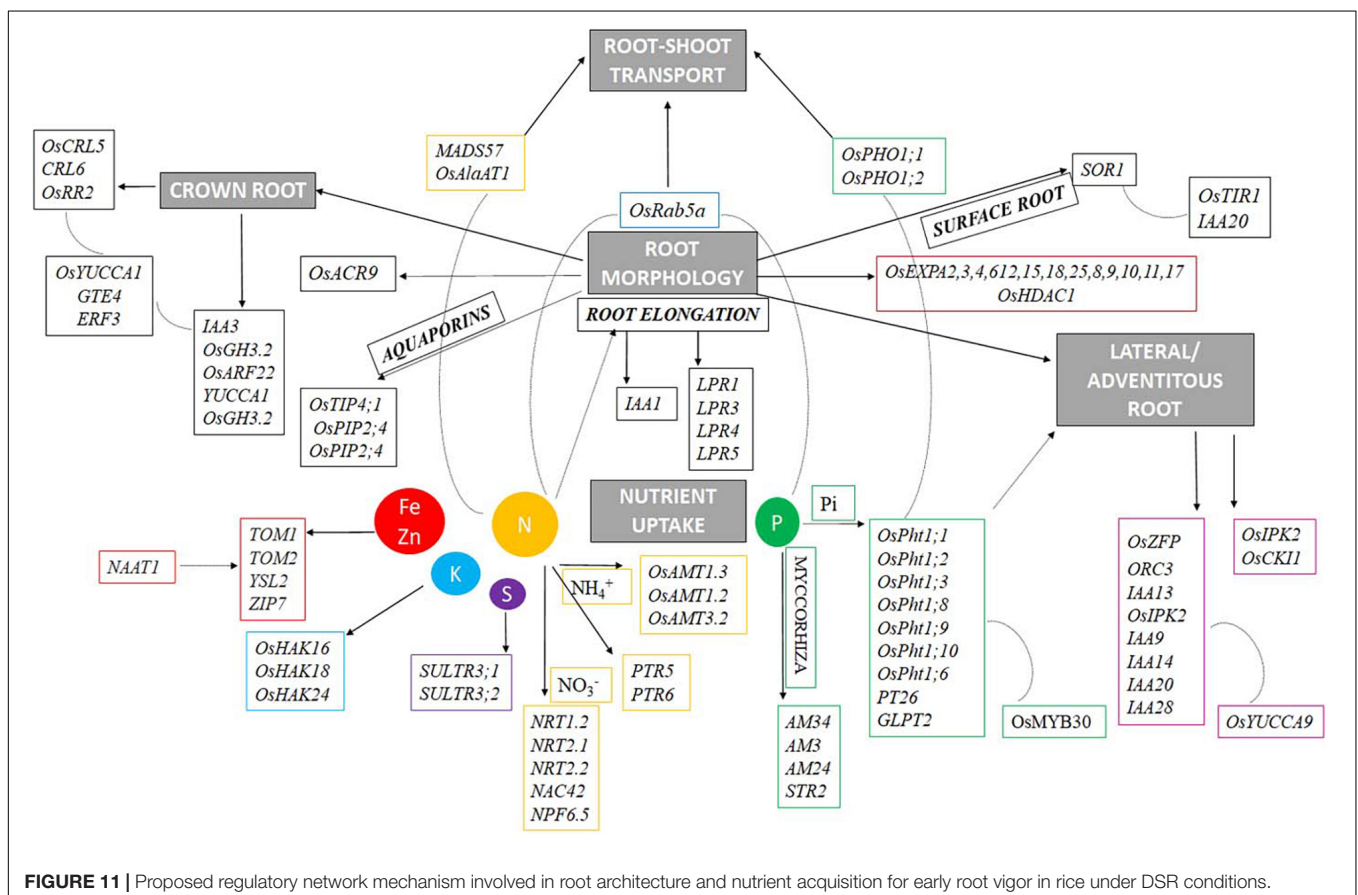 ROOT-SHOOT
TRANSPORT
OsCRL5
CRL6
OsRR2
CROWN ROOT
MADS57
OsAlaAT1
OsPHO1;1
OsPHO1;2
SOR1
OsTIR1
IAA20
SURFACE ROOT
OsRab5a
ROOT
MORPHOLOGY
ROOT ELONGATION
OsACR9
OsEXPA2,3,4,612,15,18,25,8,9,10,11,17
OsHDAC1
OsYUCCA1
GTE4
ERF3
IAA3
OsGH3.2
OsARF22
YUCCA1
OsGH3.2
AQUAPORINS
OsTIP4;1
OsPIP2;4
OsPIP2;4
IAA1
LPR1
LPR3
LPR4
LPR5
LATERAL/
ADVENTITOUS
ROOT
Fe
Zn
K
S
N
NUTRIENT
UPTAKE
P
Pi
NAAT1
TOM1
TOM2
YSL2
ZIP7
OsHAK16
OsHAK18
OsHAK24
SULTR3;1
SULTR3;2
NH₄⁺
OsAMT1.3
OsAMT1.2
OsAMT3.2
NO₃⁻
PTR5
PTR6
NRT1.2
NRT2.1
NRT2.2
NAC42
NPF6.5
MYCCORHIZA
AM34
AM3
AM24
STR2
OsPht1;1
OsPht1;2
OsPht1;3
OsPht1;8
OsPht1;9
OsPht1;10
OsPht1;6
PT26
GLPT2
OsMYB30
OsZFP
ORC3
IAA13
OsIPK2
IAA9
IAA14
IAA20
IAA28
OsIPK2
OsCKI1
OsYUCCA9
FIGURE 11 | Proposed regulatory network mechanism involved in root architecture and nutrient acquisition for early root vigor in rice under DSR conditions.